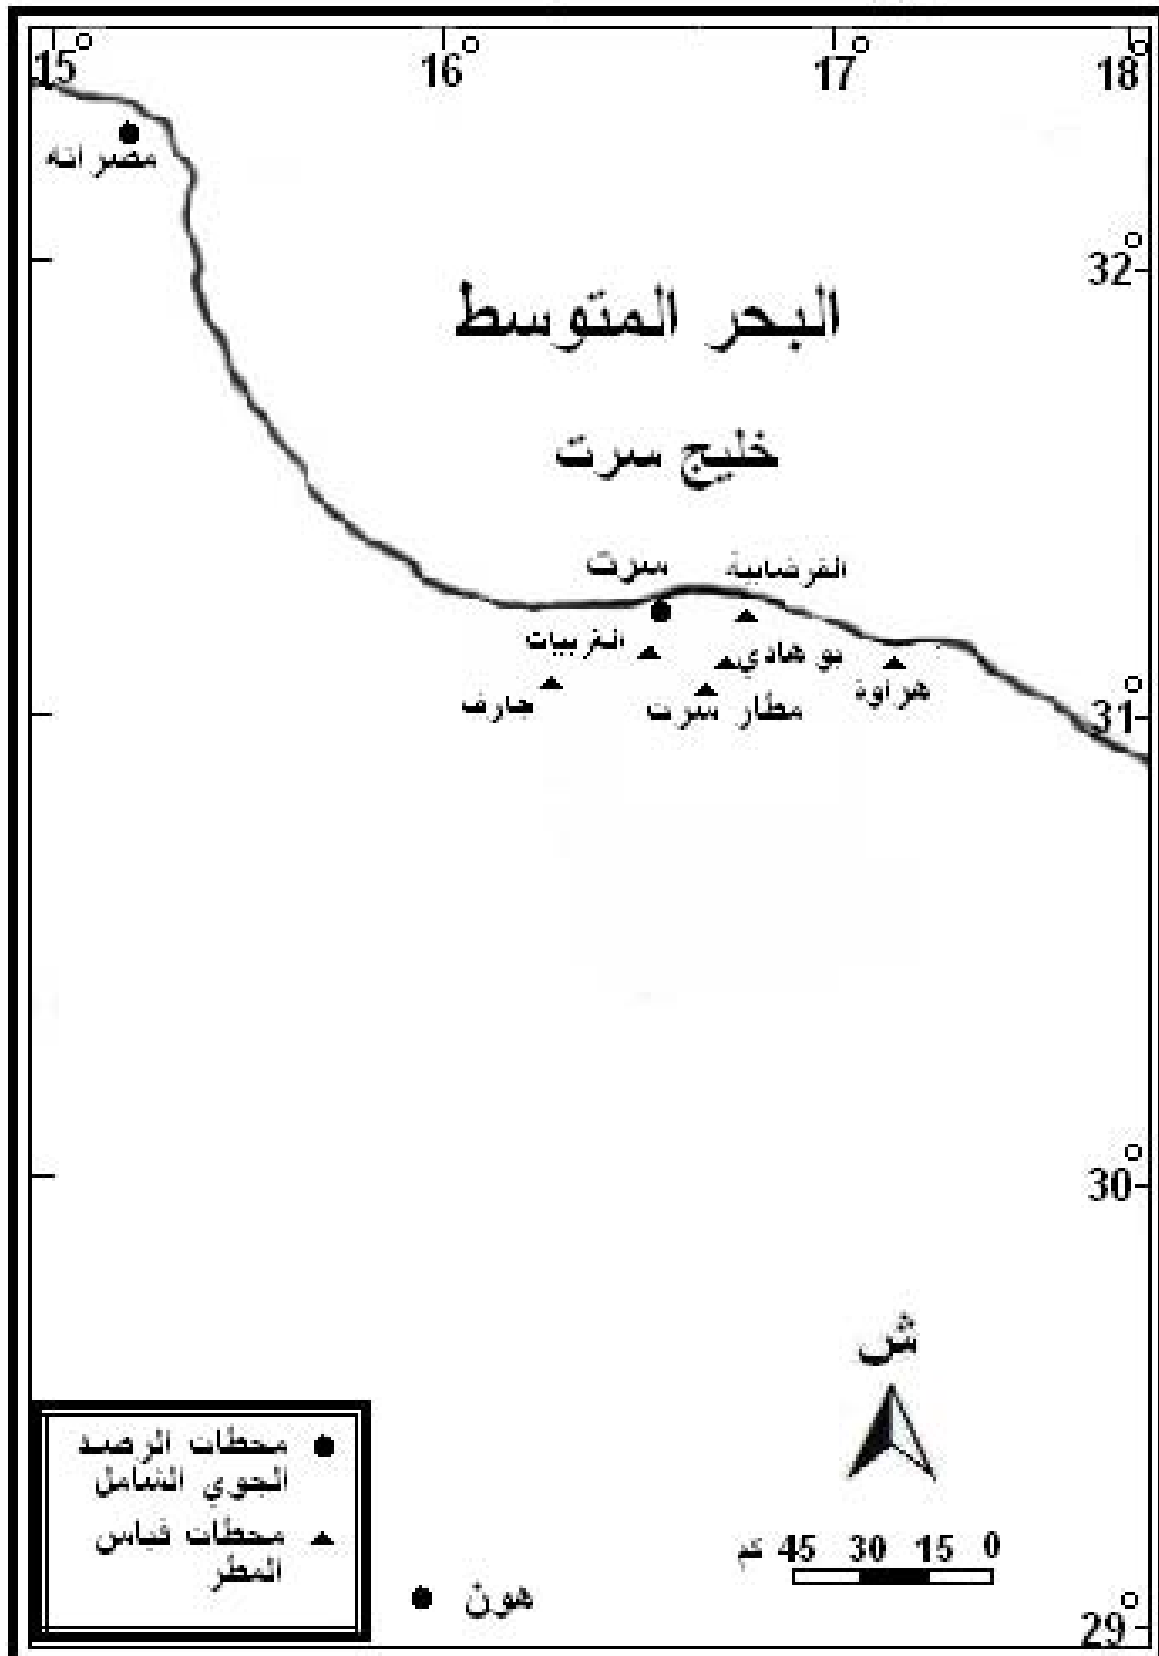 15°
16°
17°
18°
مصراته
32°
البحر المتوسط
خليج سرت
سرت
القرضابية
الغربيات
بو هادي
هراوة
جارف
مطار سرت
31°
30°
ش
محطات الرصد
الجوي الشامل
محطات قياس
المطر
كم 45 30 15 0
هون
29°